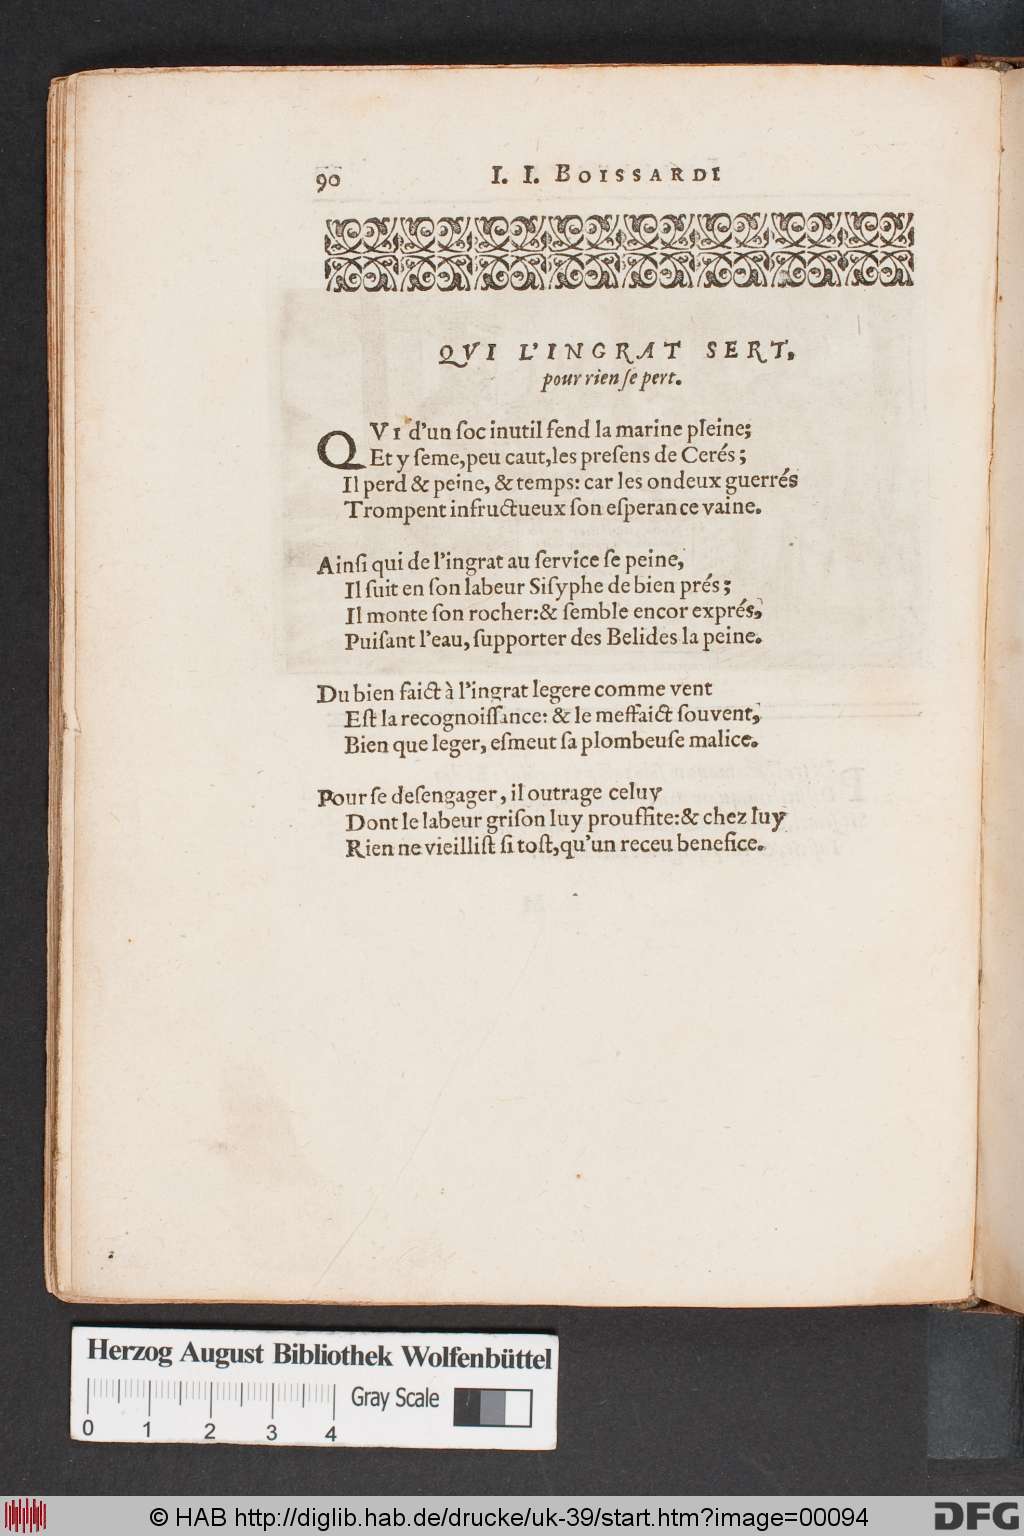 90 I. I. BOISSARDI
QVI L'INGRAT SERT,
pour rien ſe pert.
QVI d'un ſoc inutil fend la marine pleine;
Et y ſeme, peu caut, les preſens de Cerés;
Il perd & peine, & temps: car les ondeux guerrés
Trompent infructueux ſon eſperance vaine.
Ainſi qui de l'ingrat au ſervice ſe peine,
Il ſuit en ſon labeur Siſyphe de bien prés;
Il monte ſon rocher: & ſemble encor exprés,
Puiſant l'eau, ſupporter des Belides la peine.
Du bien faict à l'ingrat legere comme vent
Eſt la recognoiſſance: & le meffaict ſouvent,
Bien que leger, eſmeut ſa plombeuſe malice.
Pour ſe deſengager, il outrage celuy
Dont le labeur griſon luy prouffite: & chez luy
Rien ne vieilliſt ſi toſt, qu'un receu benefice.
Herzog August Bibliothek Wolfenbüttel
Gray Scale
0 1 2 3 4
© HAB http://diglib.hab.de/drucke/uk-39/start.htm?image=00094
DFG